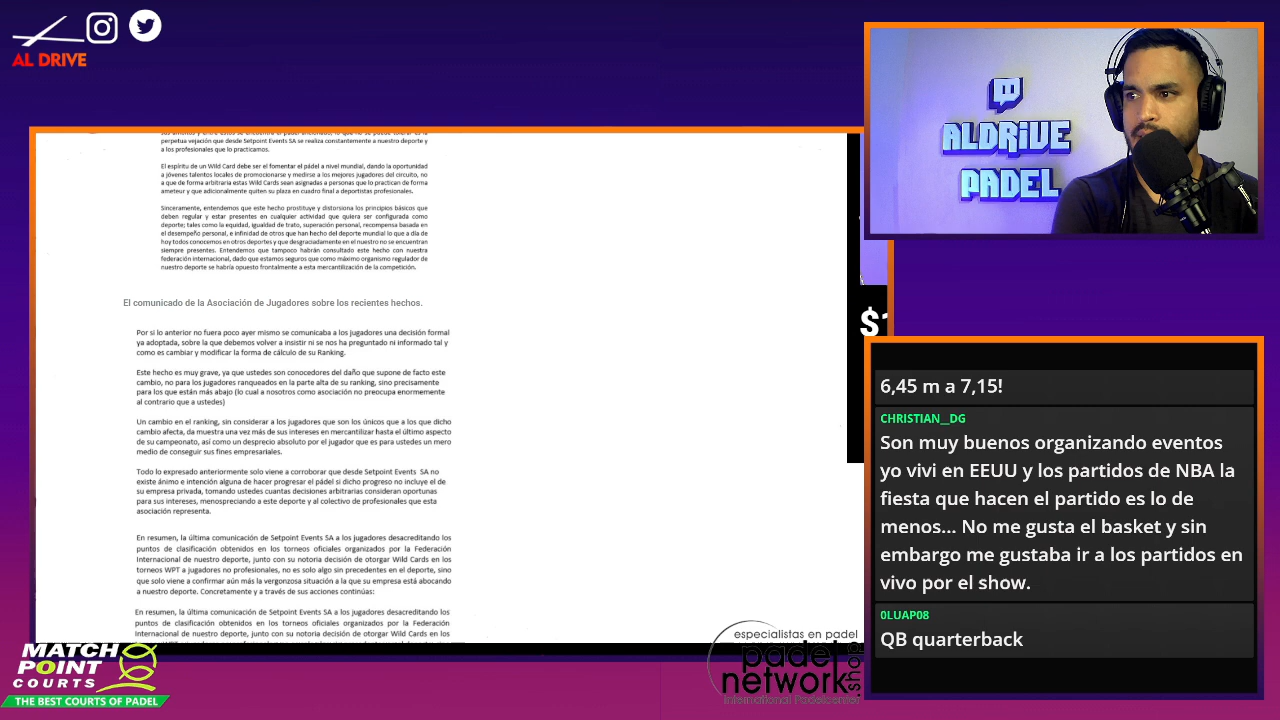 AL DRIVE
perpetua vejación que desde Setpoint Events SA se realiza constantemente a nuestro deporte y
a los profesionales que lo practicamos.
El espíritu de un Wild Card debe ser el fomentar el pádel a nivel mundial, dando la oportunidad
a jóvenes talentos locales de promocionarse y medirse a los mejores jugadores del circuito, no
a que de forma arbitraria estas Wild Cards sean asignadas a personas que lo practican de forma
ameteur y que adicionalmente quiten su plaza en cuadro final a deportistas profesionales.
Sinceramente, entendemos que este hecho prostituye y distorsiona los principios básicos que
deben regular y estar presentes en cualquier actividad que quiera ser configurada como
deporte; tales como la equidad, igualdad de trato, superación personal, recompensa basada en
el desempeño personal, e infinidad de otros que han hecho del deporte mundial lo que a día de
hoy todos conocemos en otros deportes y que desgraciadamente en el nuestro no se encuentran
siempre presentes. Entendemos que tampoco habrán consultado este hecho con nuestra
federación internacional, dado que estamos seguros que como máximo organismo regulador de
nuestro deporte se habría opuesto frontalmente a esta mercantilización de la competición.
El comunicado de la Asociación de Jugadores sobre los recientes hechos.
Por si lo anterior no fuera poco ayer mismo se comunicaba a los jugadores una decisión formal
ya adoptada, sobre la que debemos volver a insistir ni se nos ha preguntado ni informado tal y
como es cambiar y modificar la forma de cálculo de su Ranking.
Este hecho es muy grave, ya que ustedes son conocedores del daño que supone de facto este
cambio, no para los jugadores ranqueados en la parte alta de su ranking, sino precisamente
para los que están más abajo (lo cual a nosotros como asociación no preocupa enormemente
al contrario que a ustedes)
Un cambio en el ranking, sin considerar a los jugadores que son los únicos que a los que dicho
cambio afecta, da muestra una vez más de sus intereses en mercantilizar hasta el último aspecto
de su campeonato, así como un desprecio absoluto por el jugador que es para ustedes un mero
medio de conseguir sus fines empresariales.
Todo lo expresado anteriormente solo viene a corroborar que desde Setpoint Events SA no
existe ánimo e intención alguna de hacer progresar el pádel si dicho progreso no incluye el de
su empresa privada, tomando ustedes cuantas decisiones arbitrarias consideran oportunas
para sus intereses, menospreciando a este deporte y al colectivo de profesionales que esta
asociación representa.
En resumen, la última comunicación de Setpoint Events SA a los jugadores desacreditando los
puntos de clasificación obtenidos en los torneos oficiales organizados por la Federación
Internacional de nuestro deporte, junto con su notoria decisión de otorgar Wild Cards en los
torneos WPT a jugadores no profesionales, no es solo algo sin precedentes en el deporte, sino
que solo viene a confirmar aún más la vergonzosa situación a la que su empresa está abocando
a nuestro deporte. Concretamente y a través de sus acciones continúas:
En resumen, la última comunicación de Setpoint Events SA a los jugadores desacreditando los
puntos de clasificación obtenidos en los torneos oficiales organizados por la Federación
Internacional de nuestro deporte, junto con su notoria decisión de otorgar Wild Cards en los
ALDRIVE
PADEL
$1
6,45 m a 7,15!
CHRISTIAN__DG
Son muy buenos organizando eventos
yo vivi en EEUU y los partidos de NBA la
fiesta que hacen el partido es lo de
menos... No me gusta el basket y sin
embargo me gustaba ir a los partidos en
vivo por el show.
0LUAP08
QB quarterback
MATCH
POINT
COURTS
THE BEST COURTS OF PADEL
especialistas en padel
padel
network
.shop
International Padelcenter